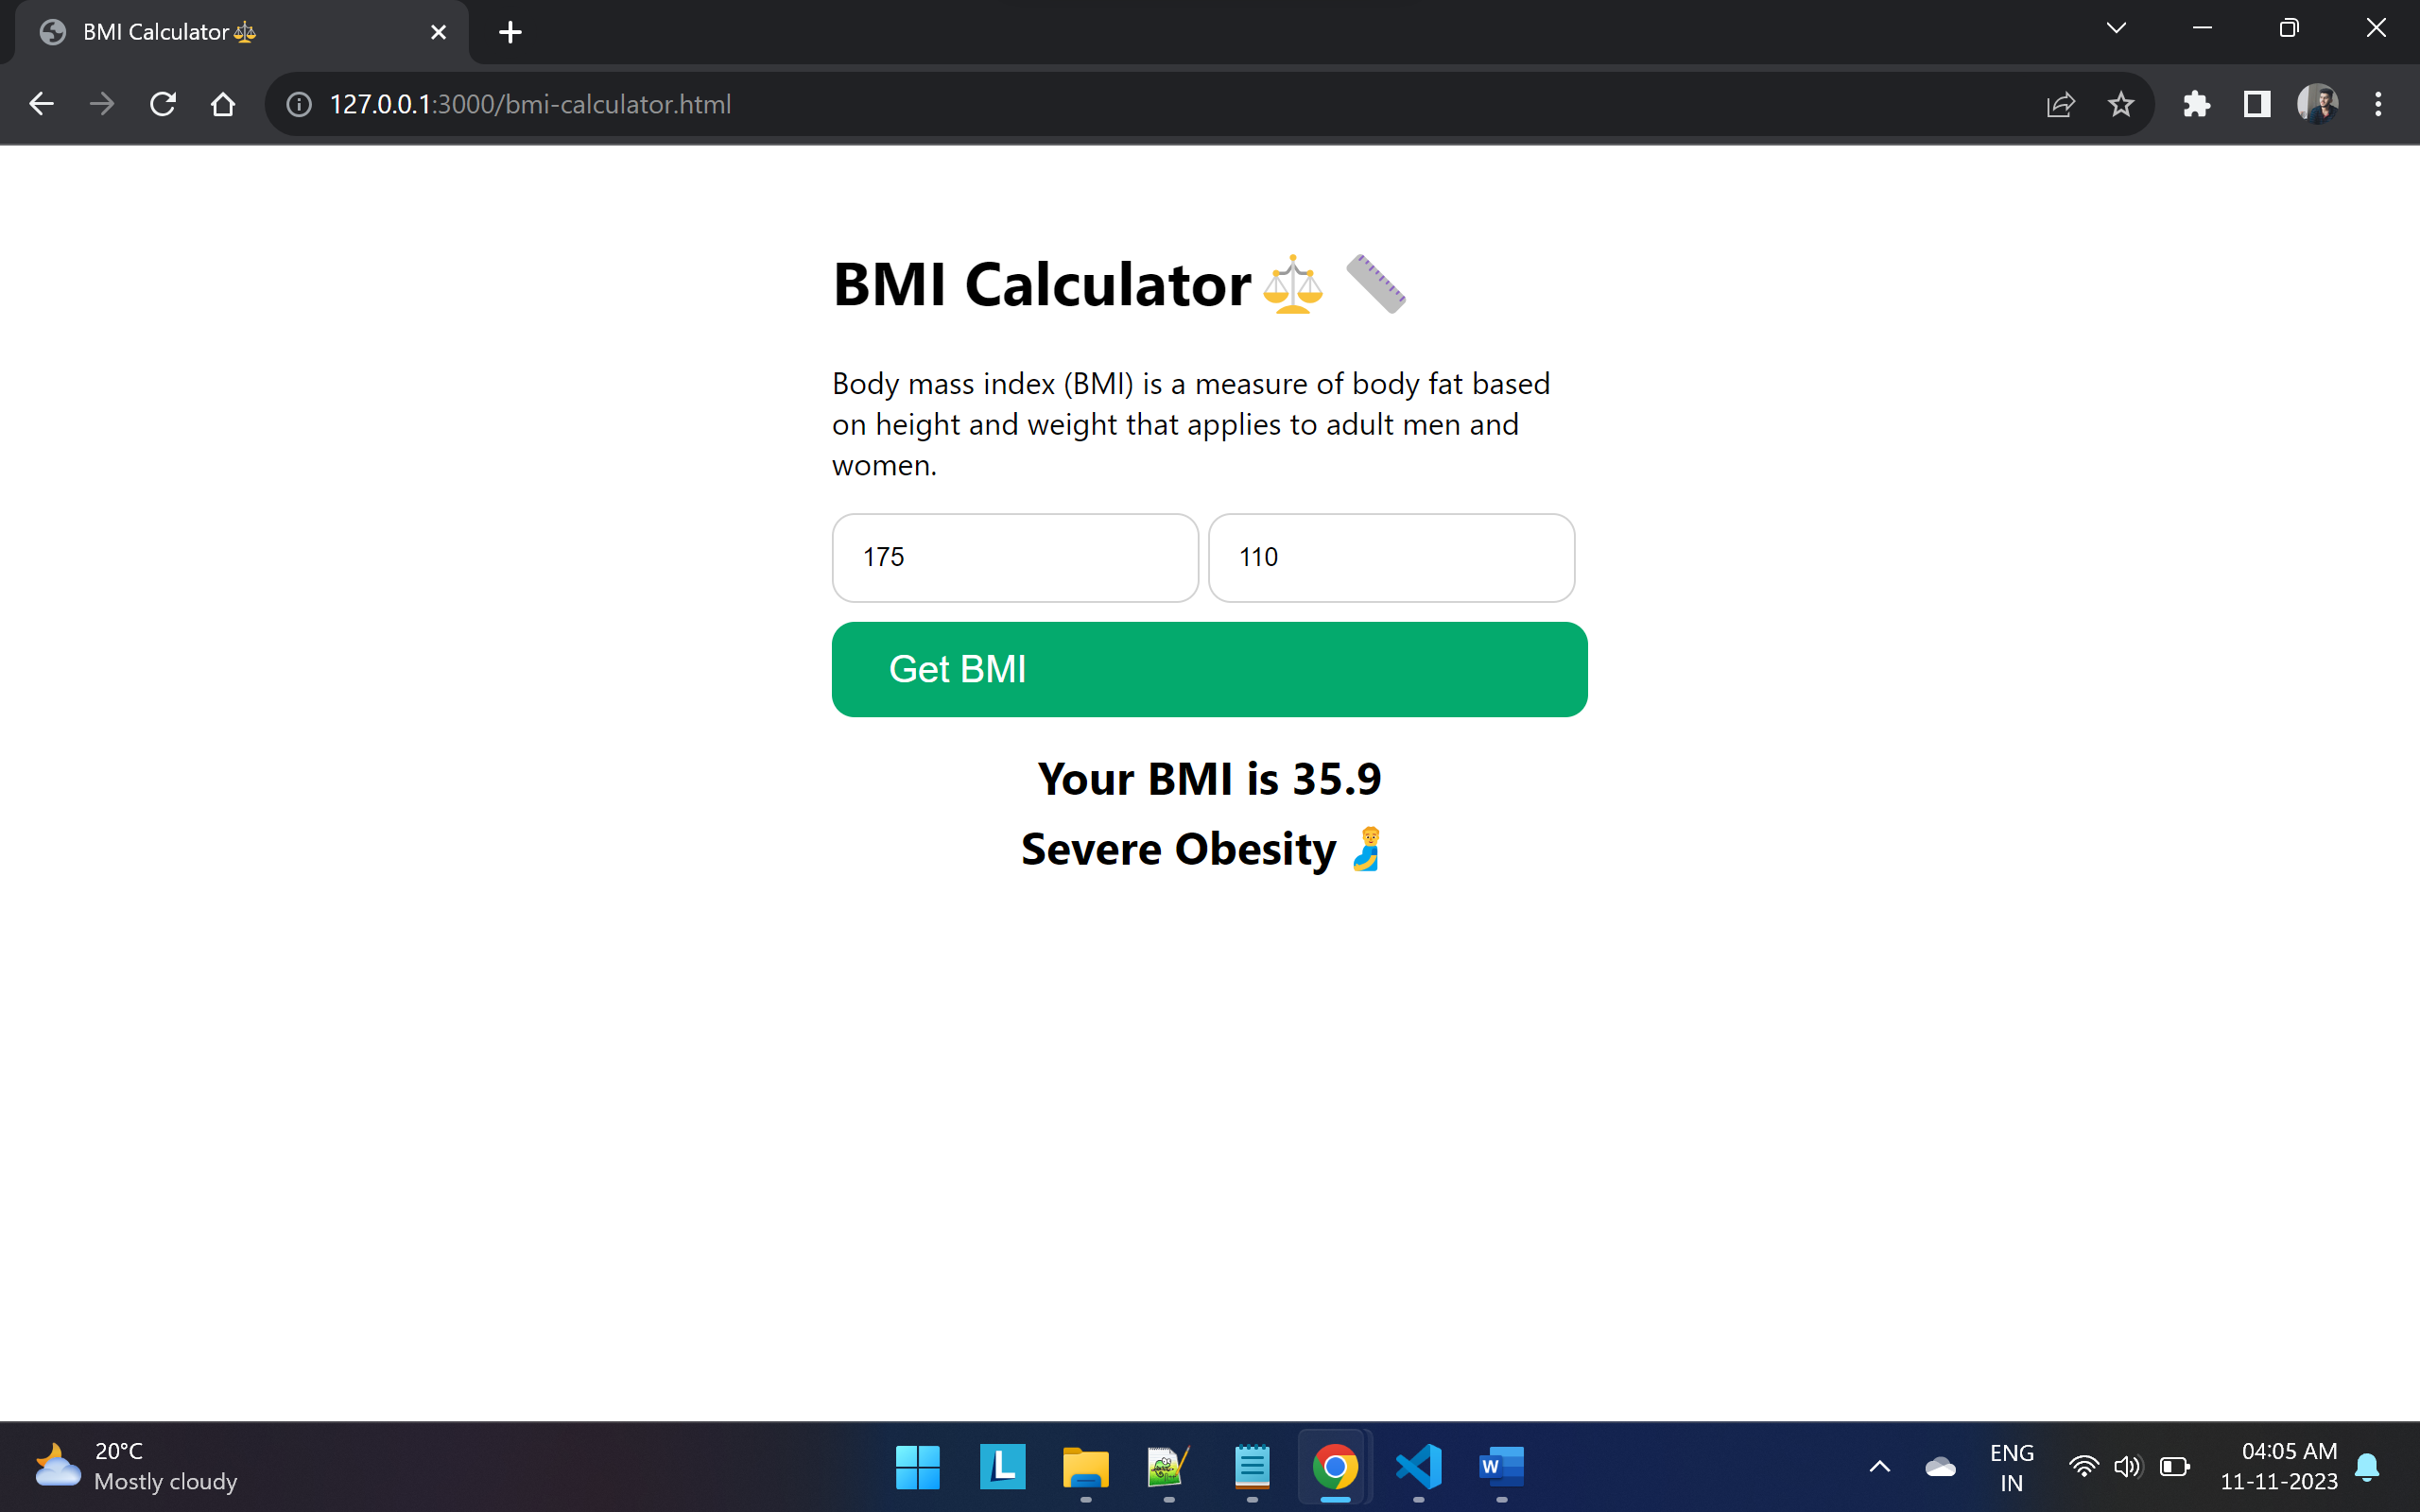 BMI Calculator⚖️
127.0.0.1:3000/bmi-calculator.html
BMI Calculator⚖️ 📏
Body mass index (BMI) is a measure of body fat based
on height and weight that applies to adult men and
women.
175 110
Get BMI
Your BMI is 35.9
Severe Obesity 🫃
20°C
Mostly cloudy
L
W
ENG
IN
04:05 AM
11-11-2023